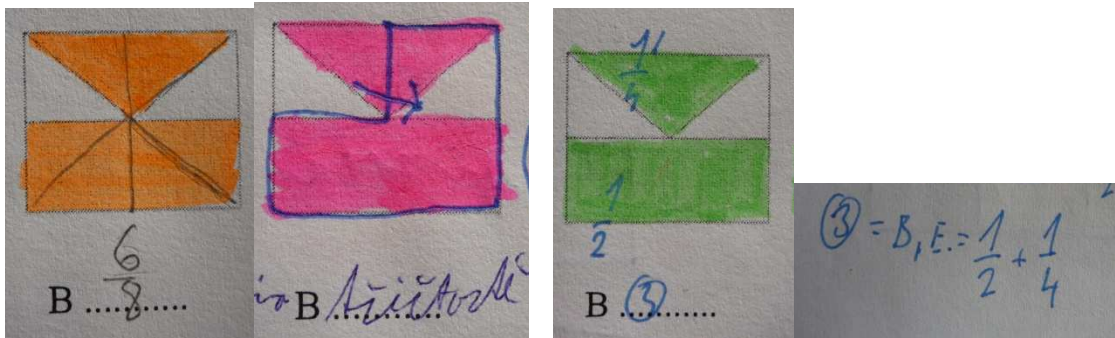 6
8
B ...........
B
1
4
1
2
B ...③...
③ = B, E. = 1/2 + 1/4